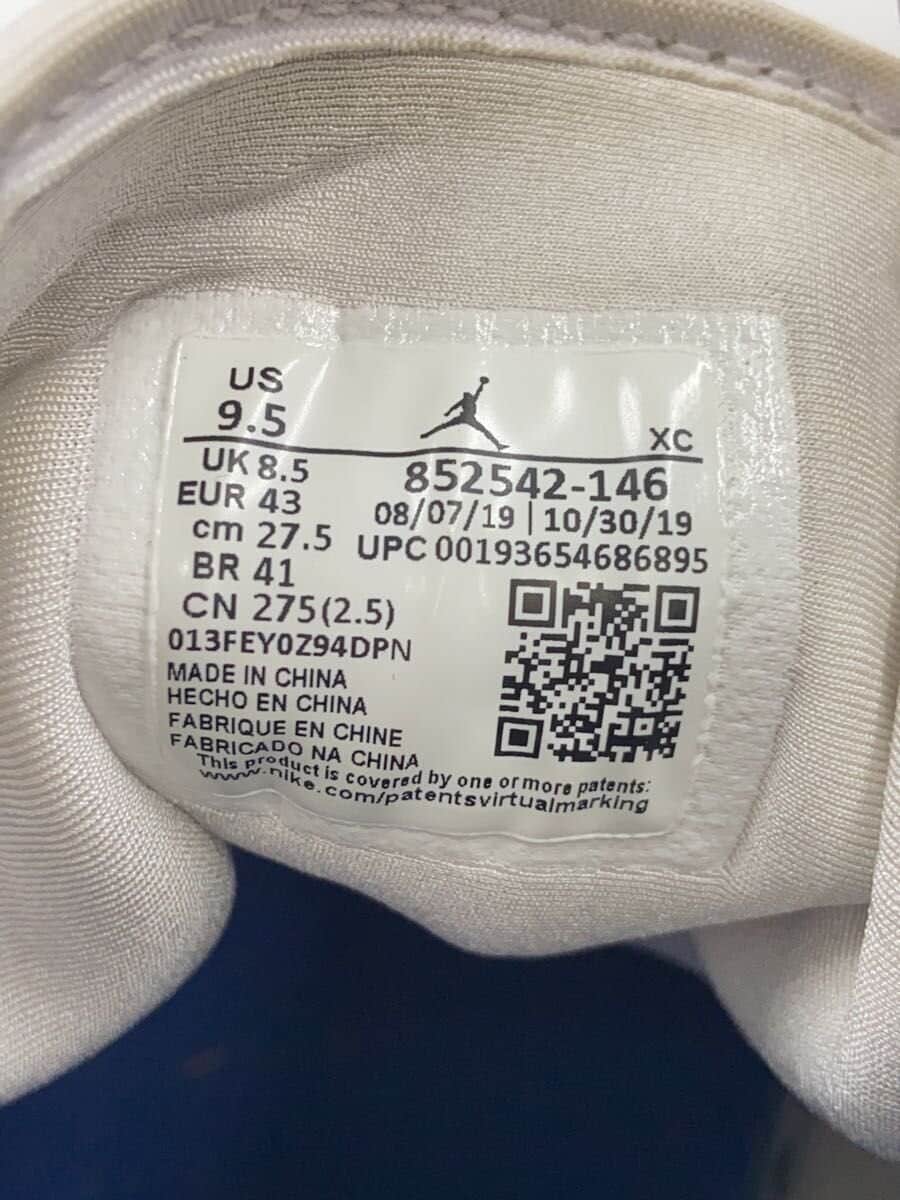 US
9.5
XC
UK 8.5
852542-146
EUR 43
08/07/19 | 10/30/19
cm 27.5
UPC 00193654686895
BR 41
CN 275(2.5)
013FEY0Z94DPN
MADE IN CHINA
HECHO EN CHINA
FABRIQUE EN CHINE
FABRICADO NA CHINA
This product is covered by one or more patents:
www.nike.com/patentsvirtualmarking